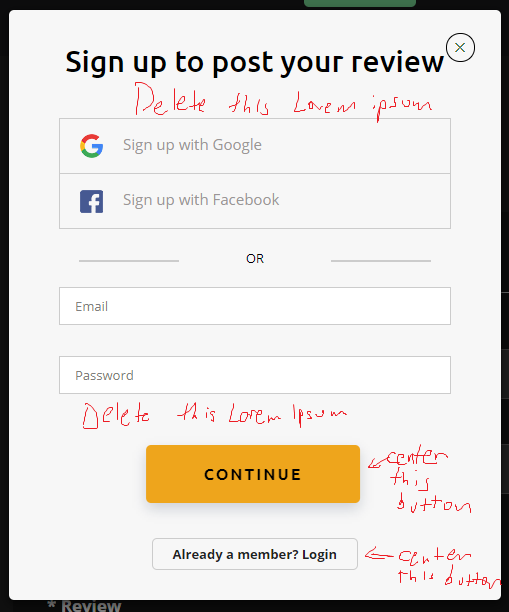 Sign up to post your review
Delete this Lorem ipsum
Sign up with Google
Sign up with Facebook
OR
Email
Password
Delete this Lorem Ipsum
CONTINUE
center
this
button
Already a member? Login
center
this button
* Review